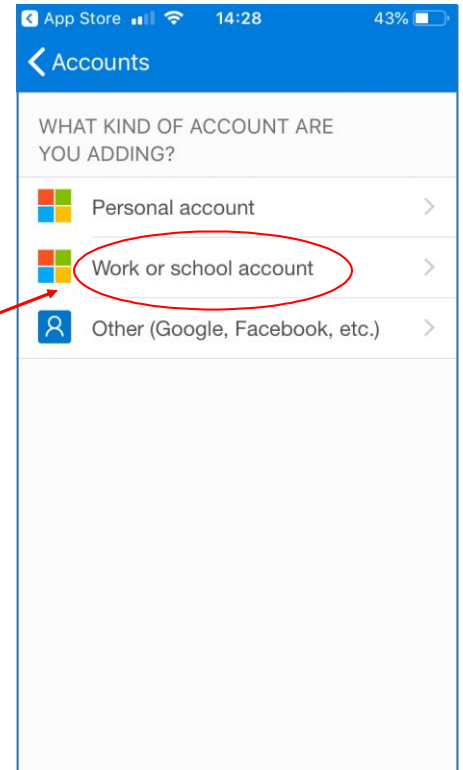 App Store 14:28 43%
Accounts
WHAT KIND OF ACCOUNT ARE
YOU ADDING?
Personal account
Work or school account
Other (Google, Facebook, etc.)